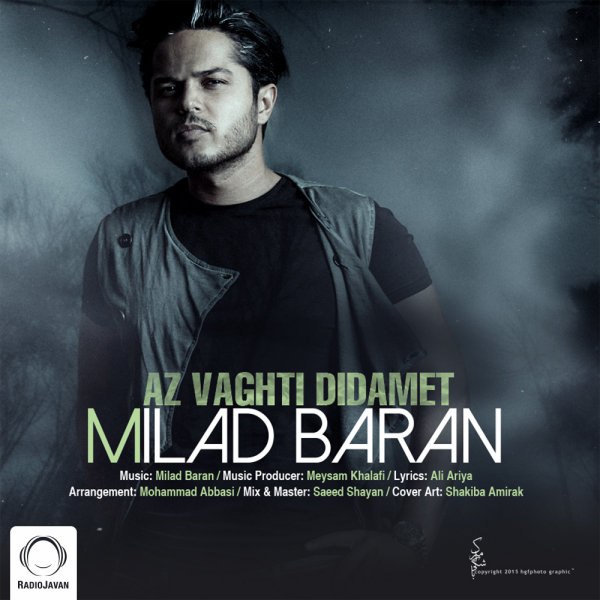 AZ VAGHTI DIDAMET
MILAD BARAN
Music: Milad Baran / Music Producer: Meysam Khalafi / Lyrics: Ali Ariya
Arrangement: Mohammad Abbasi / Mix & Master: Saeed Shayan / Cover Art: Shakiba Amirak
RADIOJAVAN
copyright 2015 hgfphoto graphic